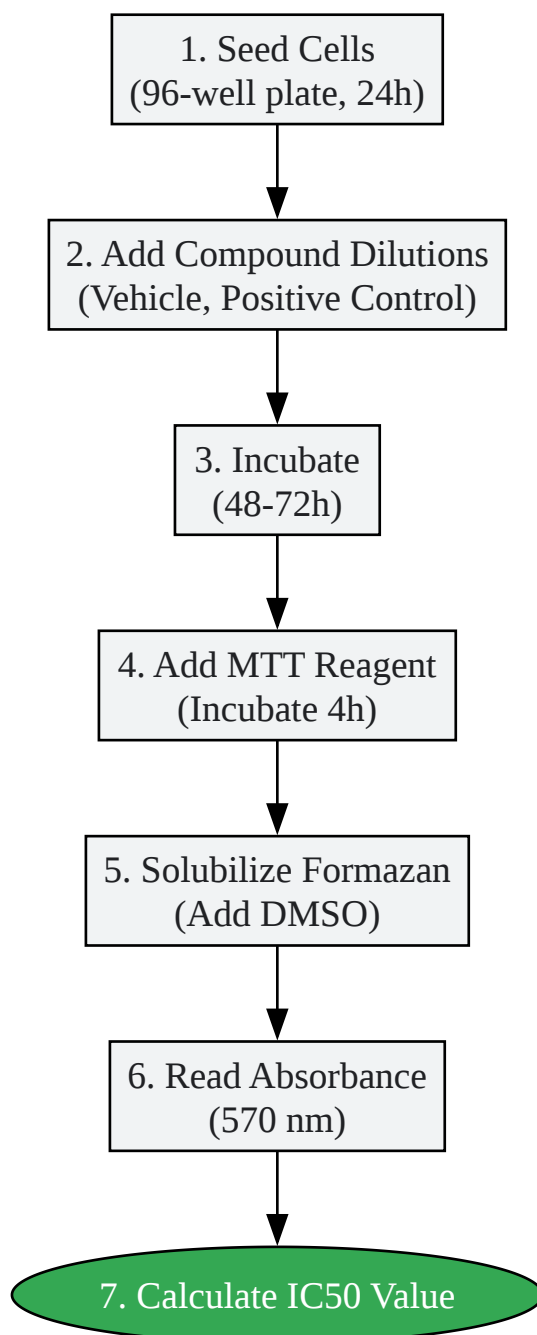 1. Seed Cells
(96-well plate, 24h)
2. Add Compound Dilutions
(Vehicle, Positive Control)
3. Incubate
(48-72h)
4. Add MTT Reagent
(Incubate 4h)
5. Solubilize Formazan
(Add DMSO)
6. Read Absorbance
(570 nm)
7. Calculate IC50 Value